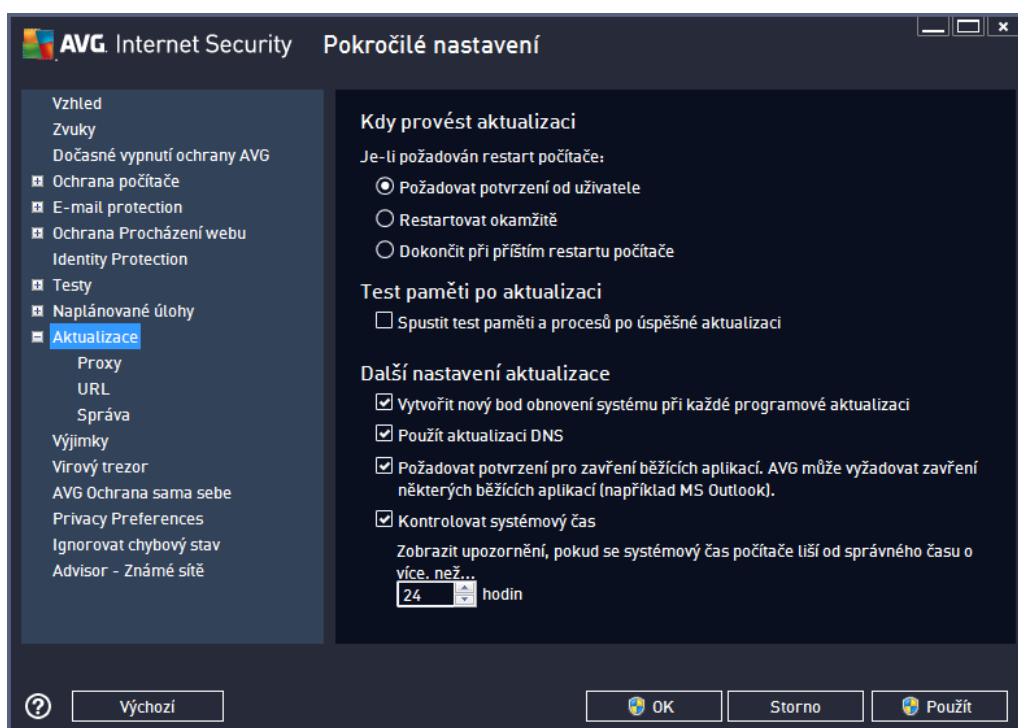 AVG. Internet Security
Pokročilé nastavení
Vzhled
Zvuky
Dočasné vypnutí ochrany AVG
Ochrana počítače
E-mail protection
Ochrana Procházení webu
Identity Protection
Testy
Naplánované úlohy
Aktualizace
Proxy
URL
Správa
Výjimky
Virový trezor
AVG Ochrana sama sebe
Privacy Preferences
Ignorovat chybový stav
Advisor - Známé sítě
Kdy provést aktualizaci
Je-li požadován restart počítače:
Požadovat potvrzení od uživatele
Restartovat okamžitě
Dokončit při příštím restartu počítače
Test paměti po aktualizaci
Spustit test paměti a procesů po úspěšné aktualizaci
Další nastavení aktualizace
Vytvořit nový bod obnovení systému při každé programové aktualizaci
Použít aktualizaci DNS
Požadovat potvrzení pro zavření běžících aplikací. AVG může vyžadovat zavření
některých běžících aplikací (například MS Outlook).
Kontrolovat systémový čas
Zobrazit upozornění, pokud se systémový čas počítače liší od správného času o
více. než...
24 hodin
? Výchozí
OK
Storno
Použít